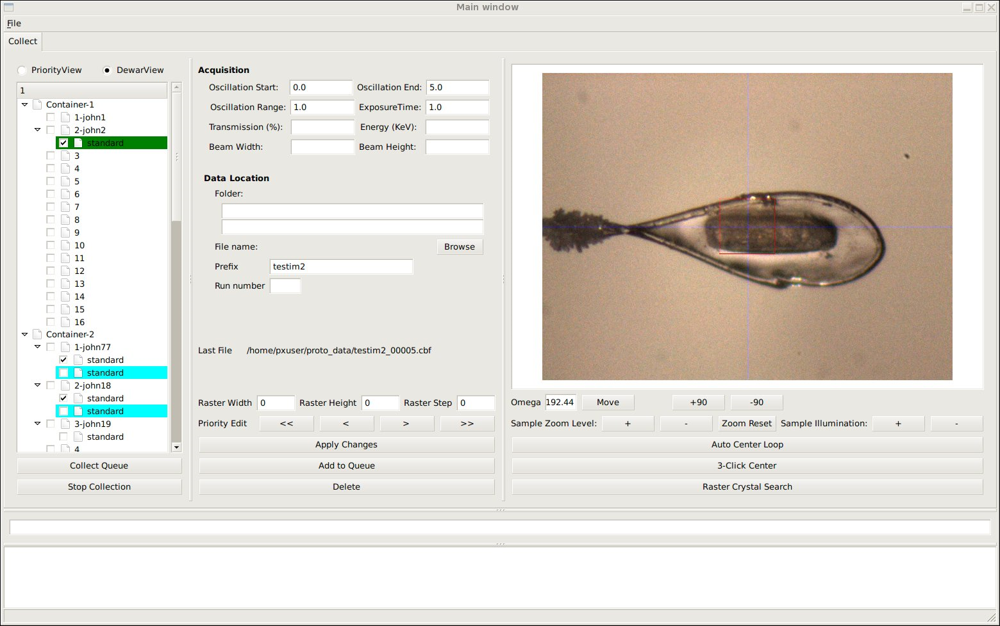 Main window
File
Collect
PriorityView DewarView
1
Container-1
1-john1
2-john2
standard
3
4
5
6
7
8
9
10
11
12
13
14
15
16
Container-2
1-john77
standard
standard
2-john18
standard
standard
3-john19
standard
4
Collect Queue
Stop Collection
Acquisition
Oscillation Start: 0.0 Oscillation End: 5.0
Oscillation Range: 1.0 ExposureTime: 1.0
Transmission (%): Energy (KeV):
Beam Width: Beam Height:
Data Location
Folder:
File name: Browse
Prefix testim2
Run number
Last File /home/pxuser/proto_data/testim2_00005.cbf
Raster Width 0 Raster Height 0 Raster Step 0
Priority Edit << < > >>
Apply Changes
Add to Queue
Delete
Omega 192.44 Move +90 -90
Sample Zoom Level: + - Zoom Reset Sample Illumination: + -
Auto Center Loop
3-Click Center
Raster Crystal Search